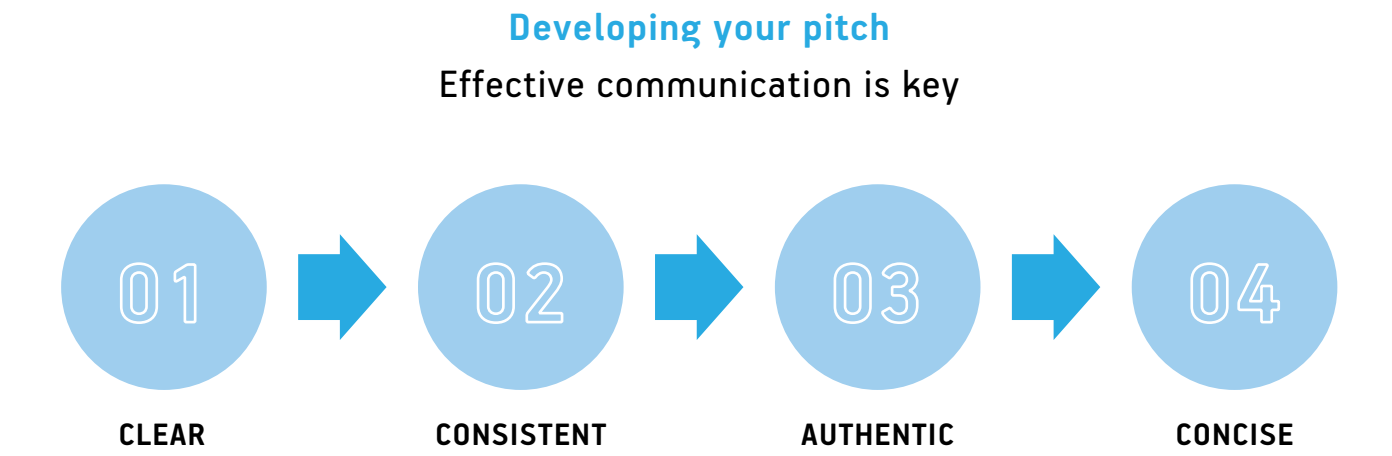 Developing your pitch
Effective communication is key
01
02
03
04
CLEAR
CONSISTENT
AUTHENTIC
CONCISE